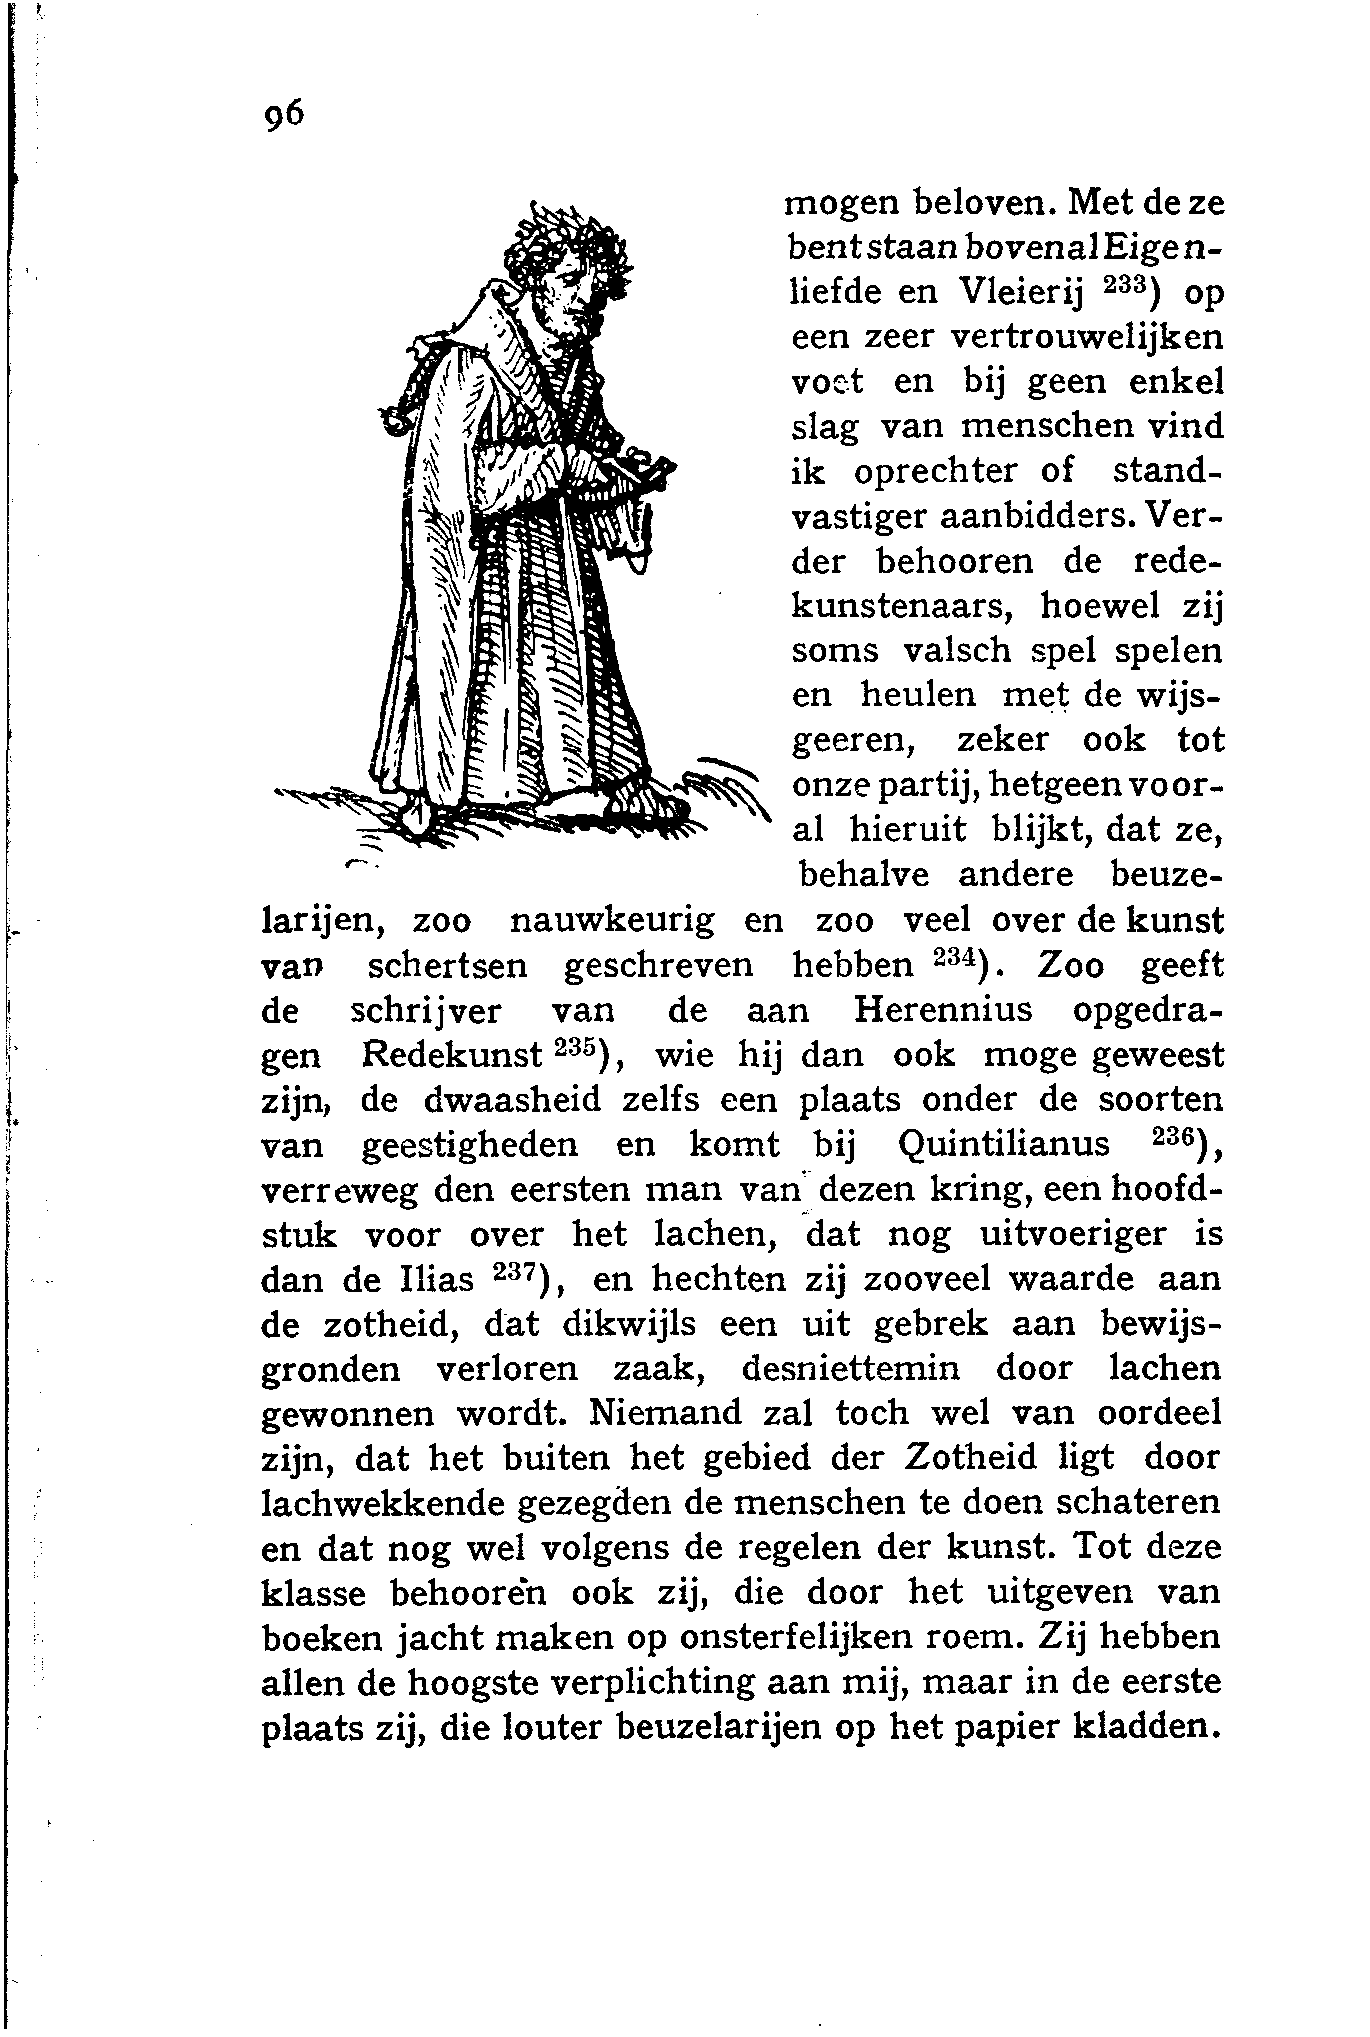 96
mogen beloven. Met deze
bent staan bovenal Eigen-
liefde en Vleierij ²³³) op
een zeer vertrouwelijken
voet en bij geen enkel
slag van menschen vind
ik oprechter of stand-
vastiger aanbidders. Ver-
der behooren de rede-
kunstenaars, hoewel zij
soms valsch spel spelen
en heulen met de wijs-
geeren, zeker ook tot
onze partij, hetgeen voor-
al hieruit blijkt, dat ze,
behalve andere beuze-
larijen, zoo nauwkeurig en zoo veel over de kunst
van schertsen geschreven hebben ²³⁴). Zoo geeft
de schrijver van de aan Herennius opgedra-
gen Redekunst ²³⁵), wie hij dan ook moge geweest
zijn, de dwaasheid zelfs een plaats onder de soorten
van geestigheden en komt bij Quintilianus ²³⁶),
verreweg den eersten man van dezen kring, een hoofd-
stuk voor over het lachen, dat nog uitvoeriger is
dan de Ilias ²³⁷), en hechten zij zooveel waarde aan
de zotheid, dat dikwijls een uit gebrek aan bewijs-
gronden verloren zaak, desniettemin door lachen
gewonnen wordt. Niemand zal toch wel van oordeel
zijn, dat het buiten het gebied der Zotheid ligt door
lachwekkende gezegden de menschen te doen schateren
en dat nog wel volgens de regelen der kunst. Tot deze
klasse behooren ook zij, die door het uitgeven van
boeken jacht maken op onsterfelijken roem. Zij hebben
allen de hoogste verplichting aan mij, maar in de eerste
plaats zij, die louter beuzelarijen op het papier kladden.